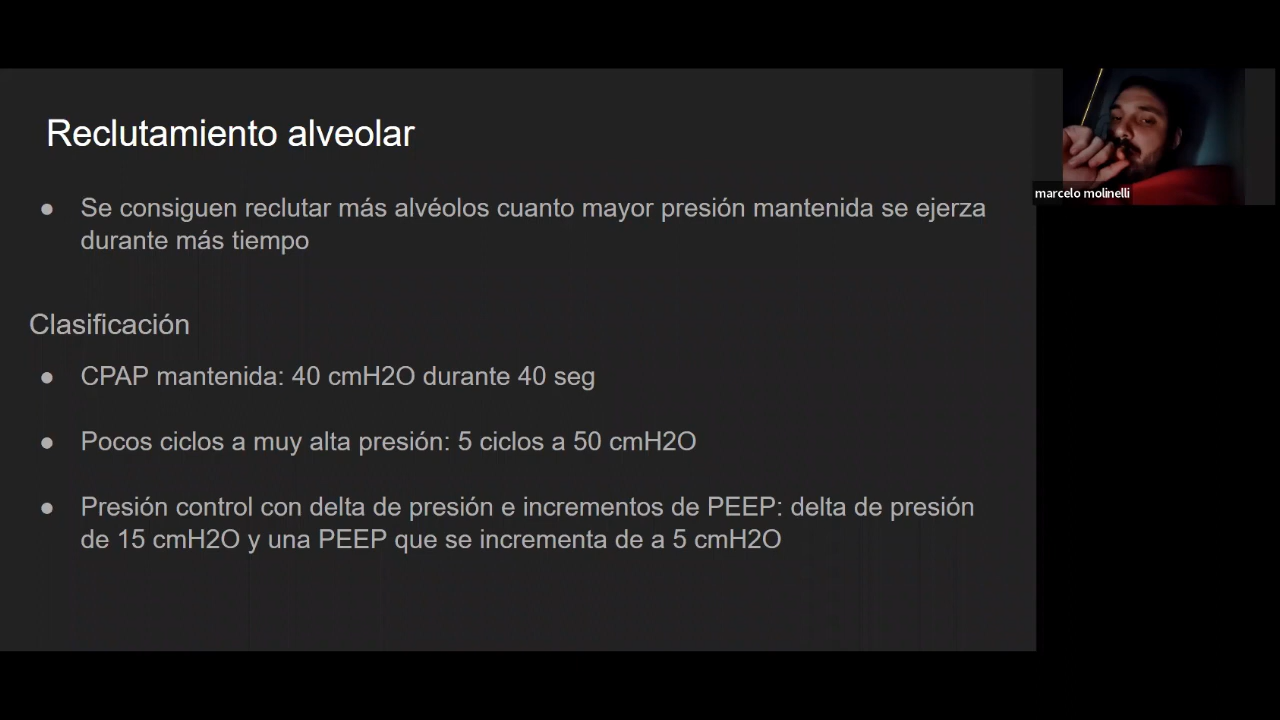 Reclutamiento alveolar
● Se consiguen reclutar más alvéolos cuanto mayor presión mantenida se ejerza
durante más tiempo
Clasificación
● CPAP mantenida: 40 cmH2O durante 40 seg
● Pocos ciclos a muy alta presión: 5 ciclos a 50 cmH2O
● Presión control con delta de presión e incrementos de PEEP: delta de presión
de 15 cmH2O y una PEEP que se incrementa de a 5 cmH2O
marcelo molinelli